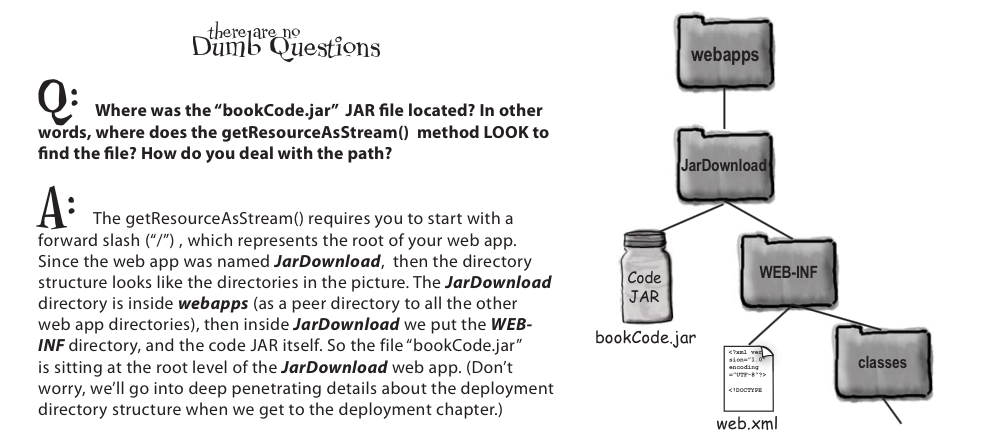 there are no
Dumb Questions
Q: Where was the “bookCode.jar” JAR file located? In other
words, where does the getResourceAsStream() method LOOK to
find the file? How do you deal with the path?
A: The getResourceAsStream() requires you to start with a
forward slash (“/”) , which represents the root of your web app.
Since the web app was named JarDownload, then the directory
structure looks like the directories in the picture. The JarDownload
directory is inside webapps (as a peer directory to all the other
web app directories), then inside JarDownload we put the WEB-
INF directory, and the code JAR itself. So the file “bookCode.jar”
is sitting at the root level of the JarDownload web app. (Don’t
worry, we’ll go into deep penetrating details about the deployment
directory structure when we get to the deployment chapter.)
webapps
JarDownload
Code
JAR
bookCode.jar
WEB-INF
<?xml ver
sion="1.0"
encoding
="UTF-8"?>
<!DOCTYPE
web.xml
classes